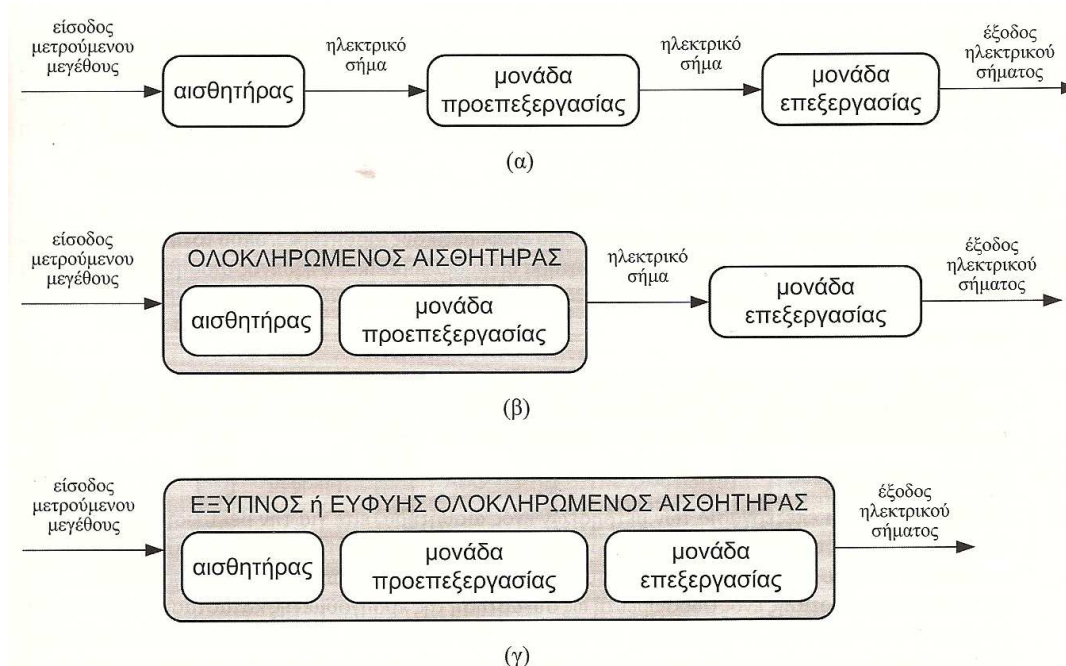 είσοδος
μετρούμενου
μεγέθους
αισθητήρας
ηλεκτρικό
σήμα
μονάδα
προεπεξεργασίας
ηλεκτρικό
σήμα
μονάδα
επεξεργασίας
έξοδος
ηλεκτρικού
σήματος
(α)
είσοδος
μετρούμενου
μεγέθους
ΟΛΟΚΛΗΡΩΜΕΝΟΣ ΑΙΣΘΗΤΗΡΑΣ
αισθητήρας
μονάδα
προεπεξεργασίας
ηλεκτρικό
σήμα
μονάδα
επεξεργασίας
έξοδος
ηλεκτρικού
σήματος
(β)
είσοδος
μετρούμενου
μεγέθους
ΕΞΥΠΝΟΣ ή ΕΥΦΥΗΣ ΟΛΟΚΛΗΡΩΜΕΝΟΣ ΑΙΣΘΗΤΗΡΑΣ
αισθητήρας
μονάδα
προεπεξεργασίας
μονάδα
επεξεργασίας
έξοδος
ηλεκτρικού
σήματος
(γ)